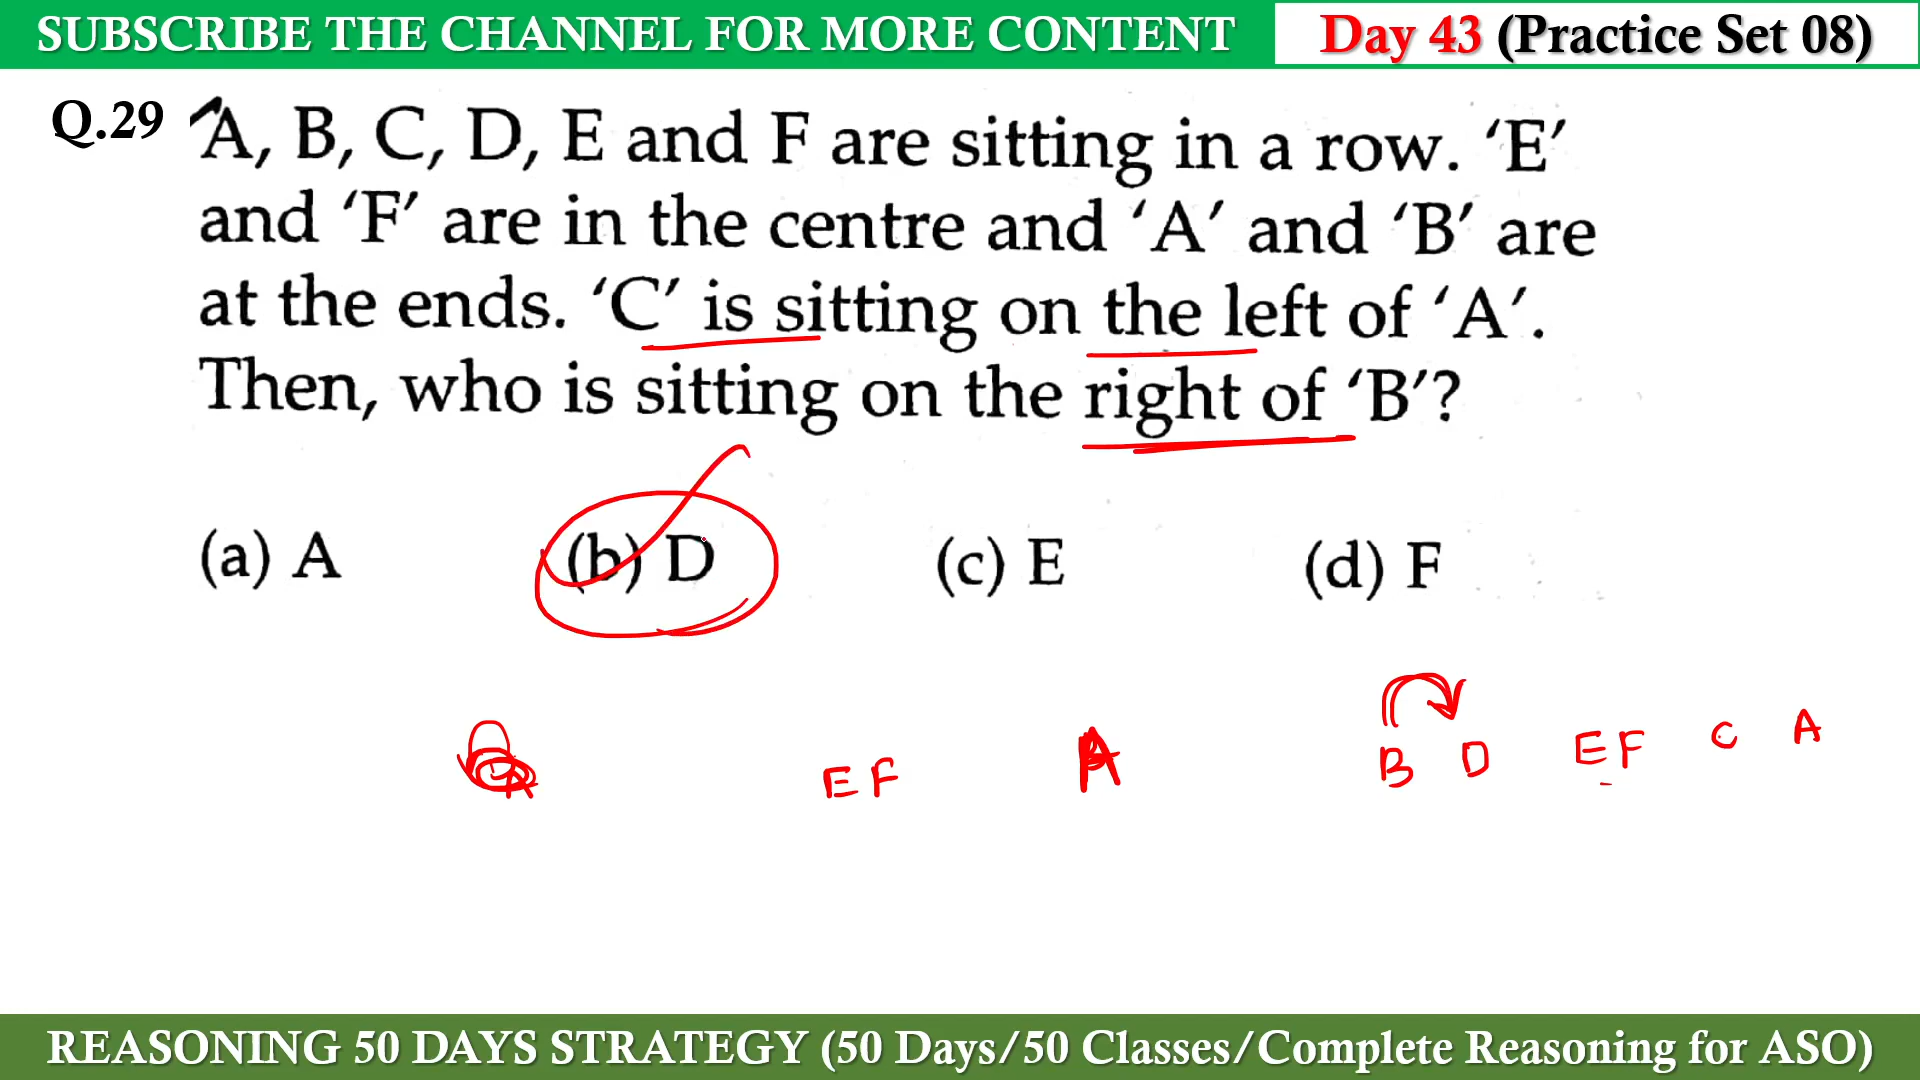 SUBSCRIBE THE CHANNEL FOR MORE CONTENT
Day 43 (Practice Set 08)
Q.29 A, B, C, D, E and F are sitting in a row. ‘E’
and ‘F’ are in the centre and ‘A’ and ‘B’ are
at the ends. ‘C’ is sitting on the left of ‘A’.
Then, who is sitting on the right of ‘B’?
(a) A (b) D (c) E (d) F
A E F A B D E F C A
REASONING 50 DAYS STRATEGY (50 Days/50 Classes/Complete Reasoning for ASO)